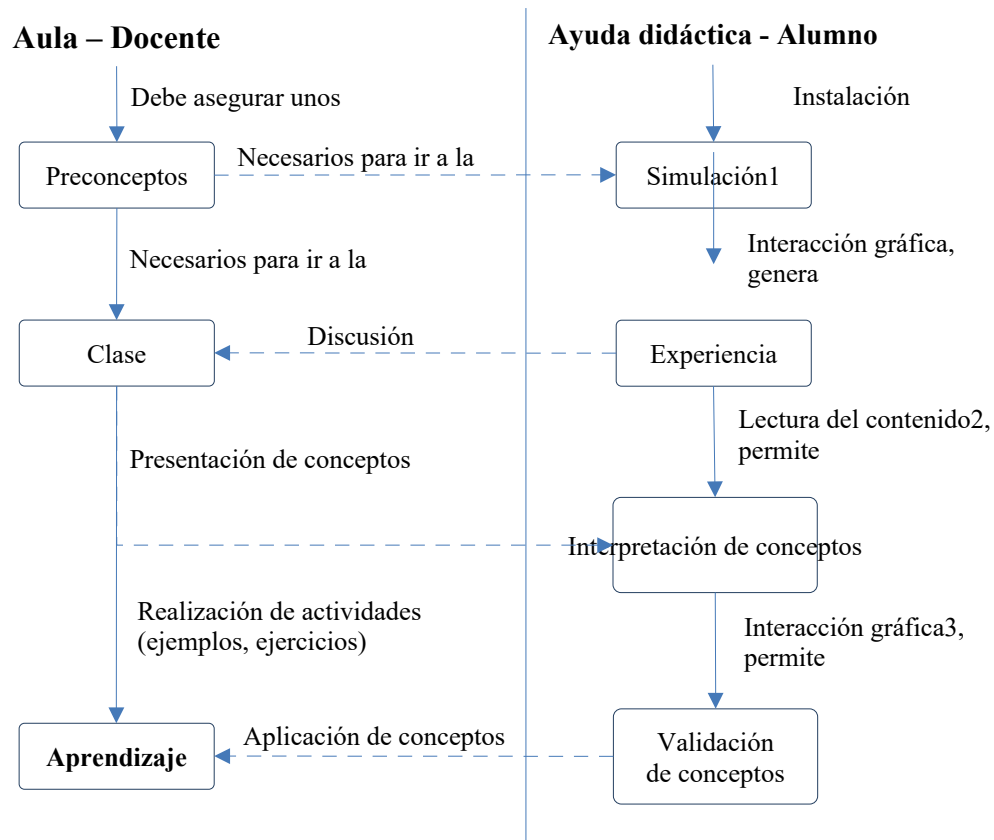 Aula – Docente
Ayuda didáctica - Alumno
Debe asegurar unos
Instalación
Preconceptos
Necesarios para ir a la
Simulación1
Necesarios para ir a la
Interacción gráfica,
genera
Clase
Discusión
Experiencia
Presentación de conceptos
Lectura del contenido2,
permite
Interpretación de conceptos
Realización de actividades
(ejemplos, ejercicios)
Interacción gráfica3,
permite
Aprendizaje
Aplicación de conceptos
Validación
de conceptos